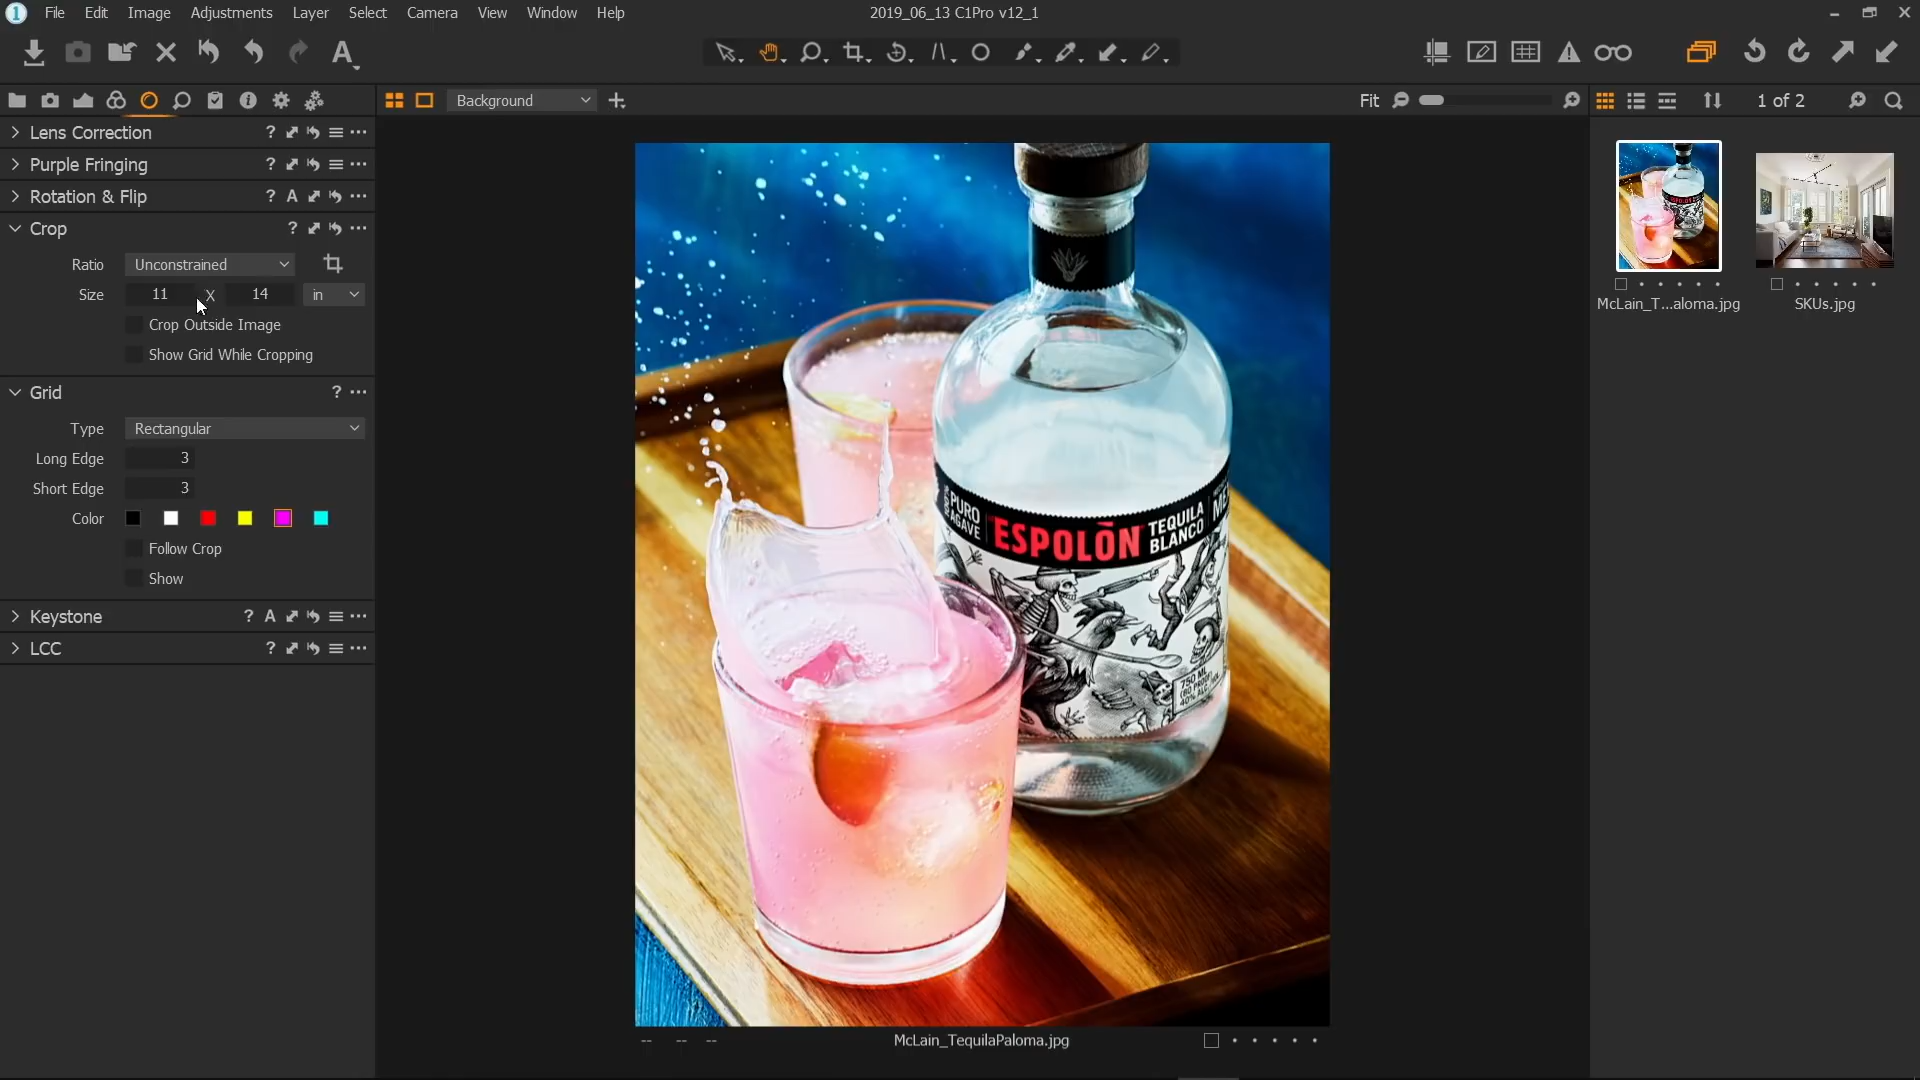 File Edit Image Adjustments Layer Select Camera View Window Help
2019_06_13 C1Pro v12_1
A
Background
Fit
1 of 2
Lens Correction
Purple Fringing
Rotation & Flip
A
Crop
Ratio Unconstrained
Size 11 X 14 in
Crop Outside Image
Show Grid While Cropping
Grid
Type Rectangular
Long Edge 3
Short Edge 3
Color
Follow Crop
Show
Keystone
A
LCC
PURO
AGAVE
ESPOLÒN
TEQUILA
BLANCO
750 ML
McLain_TequilaPaloma.jpg
McLain_T...aloma.jpg
SKUs.jpg